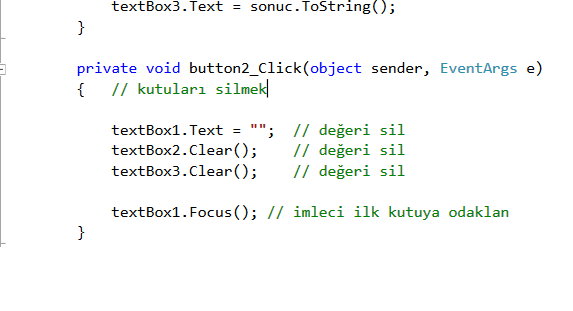 textBox3.Text = sonuc.ToString();
}
private void button2_Click(object sender, EventArgs e)
{   // kutuları silmek
textBox1.Text = "";  // değeri sil
textBox2.Clear();    // değeri sil
textBox3.Clear();    // değeri sil
textBox1.Focus(); // imleci ilk kutuya odaklan
}